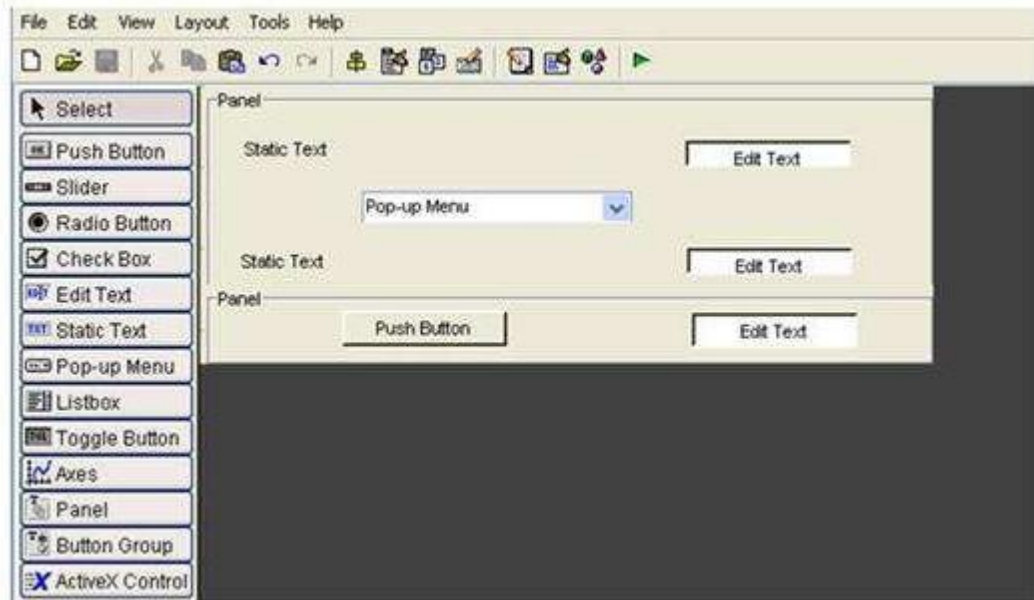 File Edit View Layout Tools Help
Select
Push Button
Slider
Radio Button
Check Box
Edit Text
Static Text
Pop-up Menu
Listbox
Toggle Button
Axes
Panel
Button Group
ActiveX Control
Panel
Static Text
Edit Text
Pop-up Menu
Static Text
Edit Text
Panel
Push Button
Edit Text